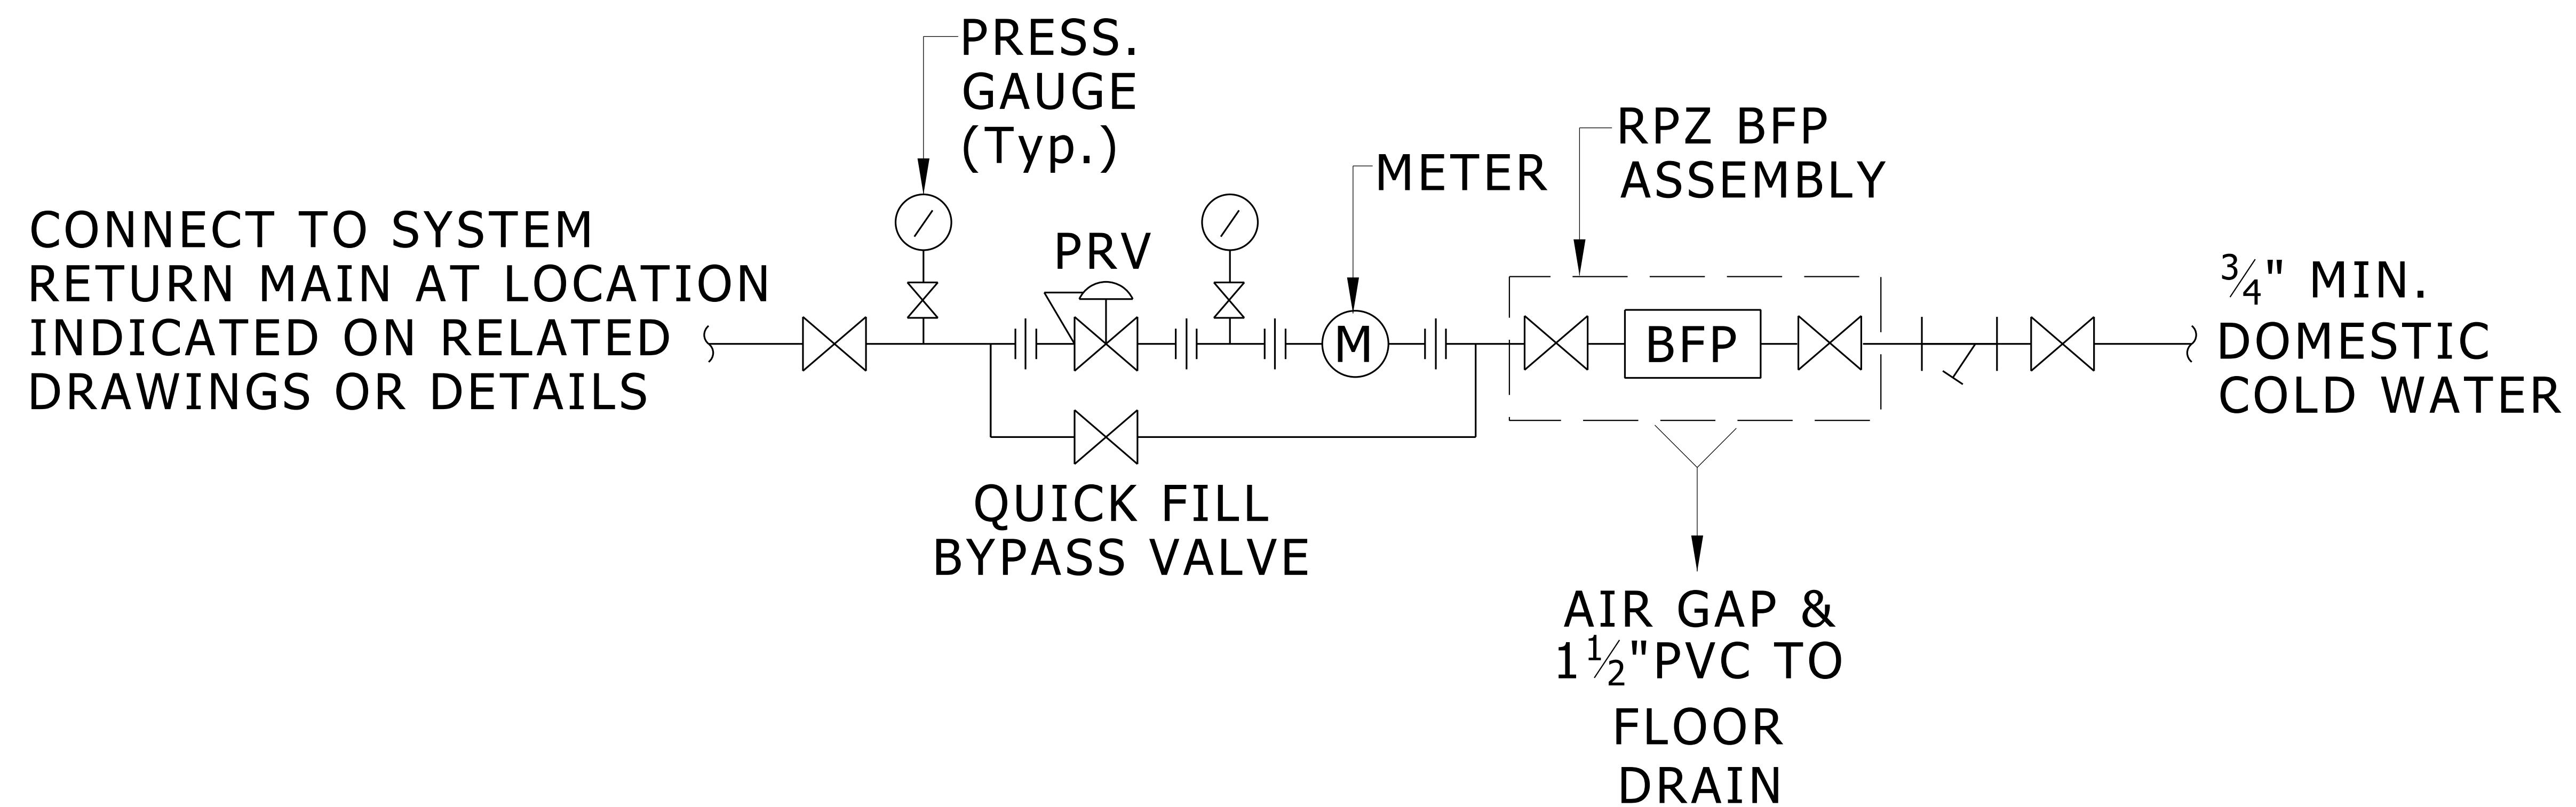 PRESS.
GAUGE
(Typ.)
RPZ BFP
ASSEMBLY
METER
CONNECT TO SYSTEM
RETURN MAIN AT LOCATION
INDICATED ON RELATED
DRAWINGS OR DETAILS
PRV
M
BFP
¾" MIN.
DOMESTIC
COLD WATER
QUICK FILL
BYPASS VALVE
AIR GAP &
1½"PVC TO
FLOOR
DRAIN